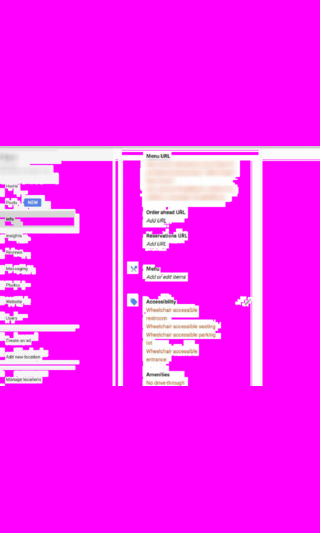 Home
Posts NEW
Info
Insights
Reviews
Messaging
Photos
Website
Users
Create an ad
Add new location
Manage locations
Menu URL
Order ahead URL
Add URL
Reservations URL
Add URL
Menu
Add or edit items
Accessibility
Wheelchair accessible
restroom
Wheelchair accessible seating
Wheelchair accessible parking
lot
Wheelchair accessible
entrance
Amenities
No drive-through